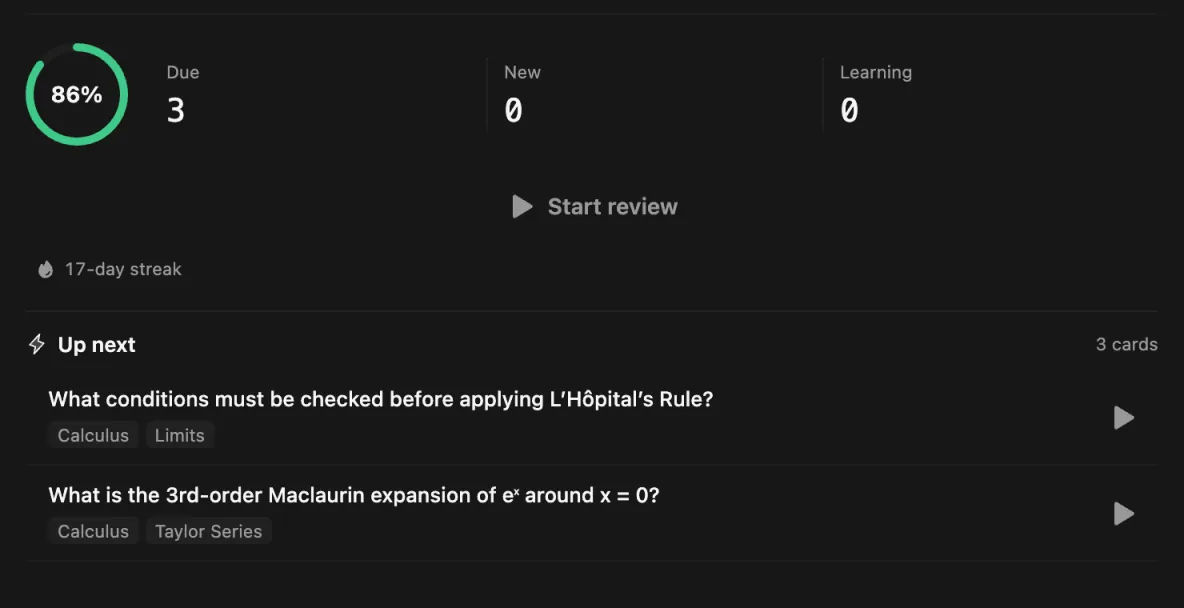 86%
Due
3
New
0
Learning
0
Start review
17-day streak
Up next
3 cards
What conditions must be checked before applying L’Hôpital’s Rule?
Calculus
Limits
What is the 3rd-order Maclaurin expansion of eˣ around x = 0?
Calculus
Taylor Series